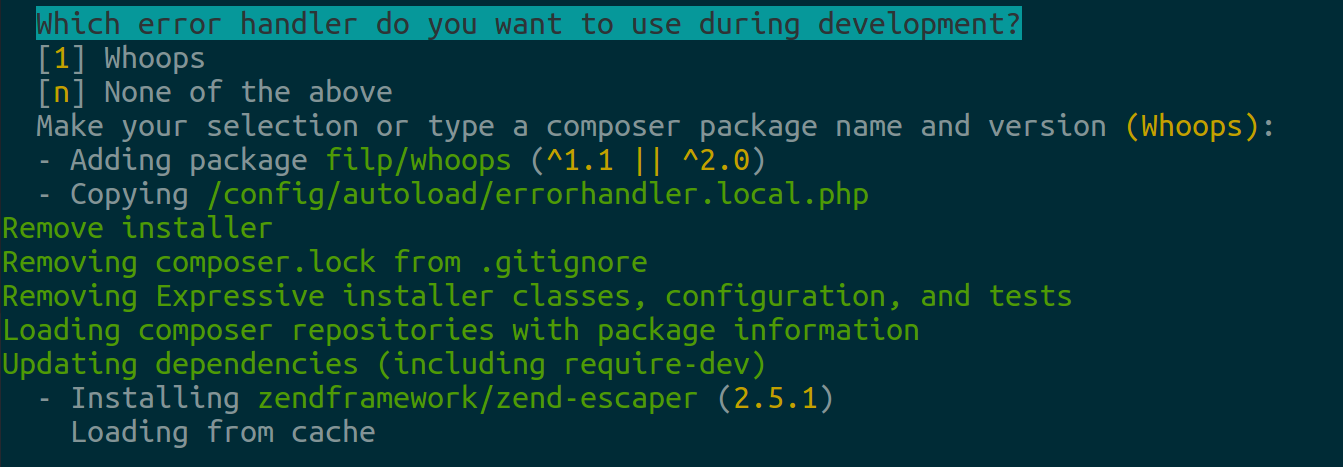 Which error handler do you want to use during development?
[1] Whoops
[n] None of the above
Make your selection or type a composer package name and version (Whoops):
- Adding package filp/whoops (^1.1 || ^2.0)
- Copying /config/autoload/errorhandler.local.php
Remove installer
Removing composer.lock from .gitignore
Removing Expressive installer classes, configuration, and tests
Loading composer repositories with package information
Updating dependencies (including require-dev)
- Installing zendframework/zend-escaper (2.5.1)
Loading from cache